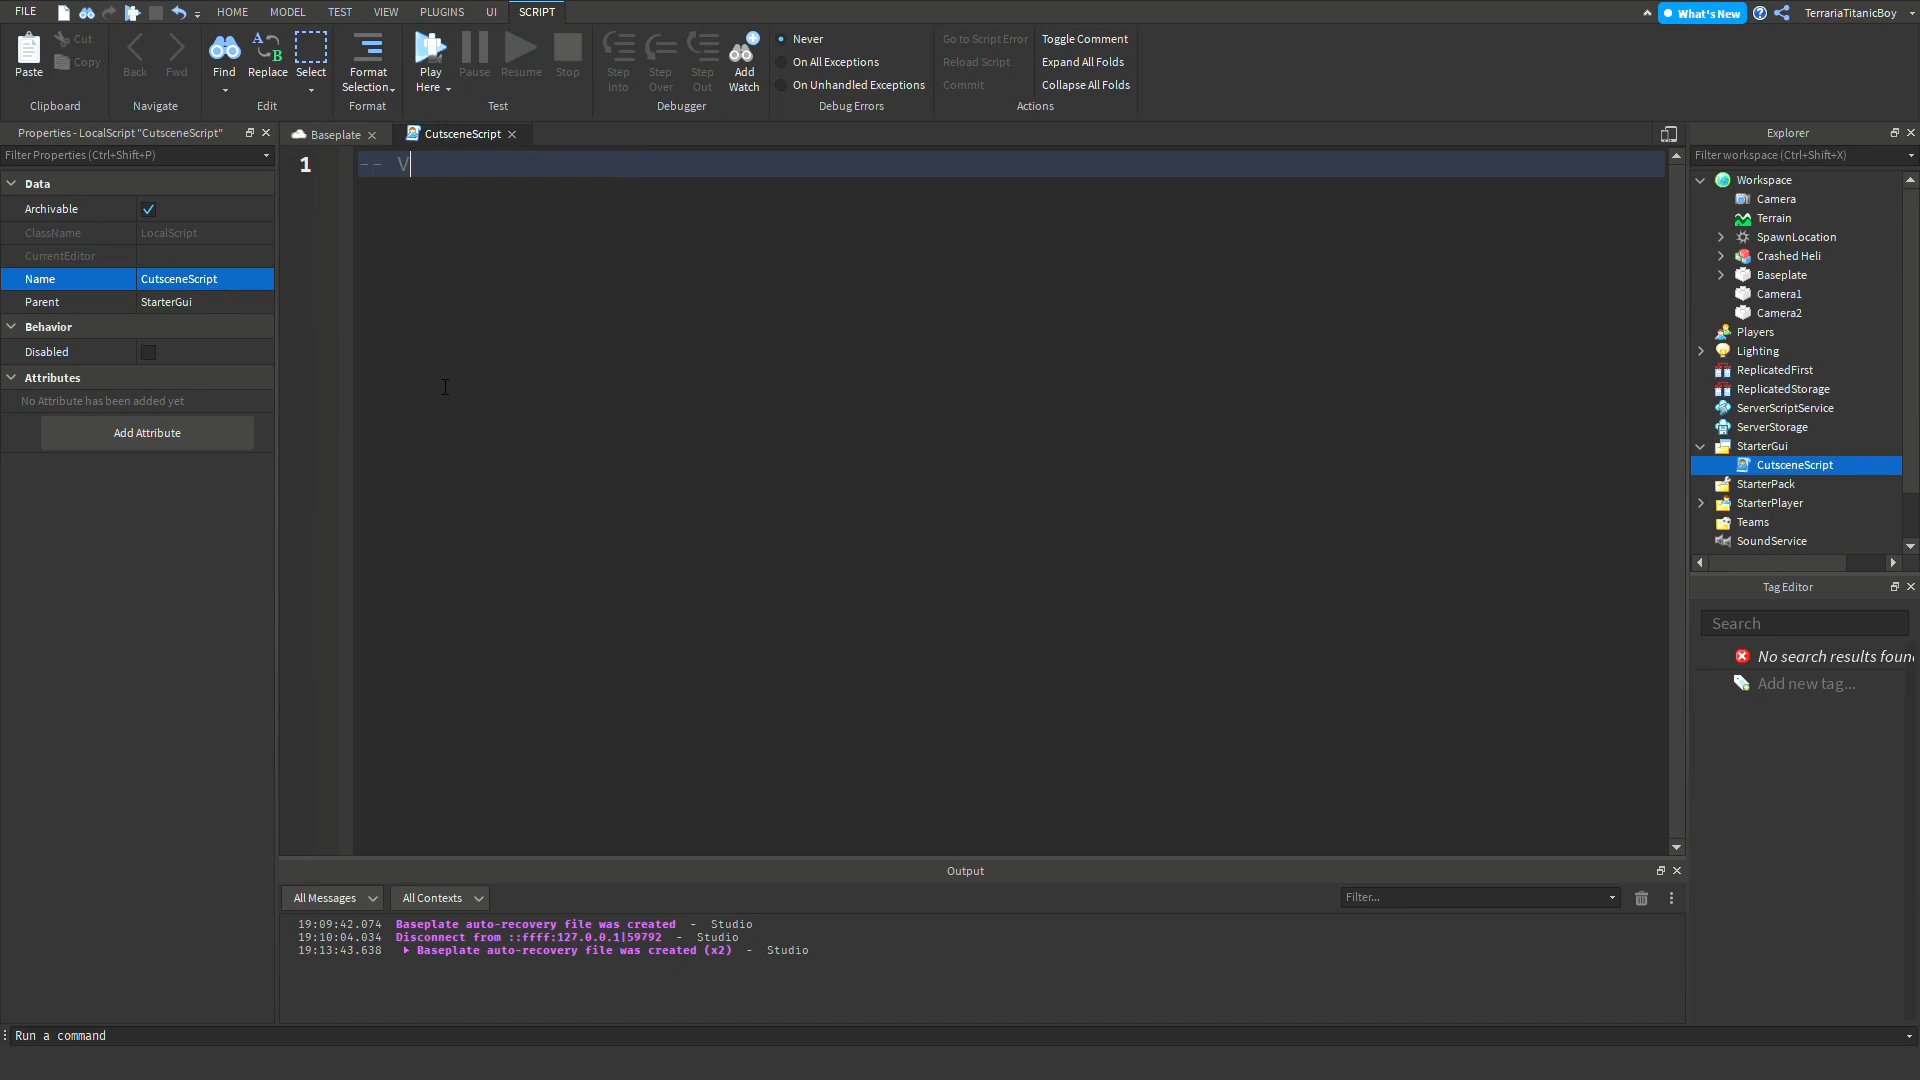 FILE HOME MODEL TEST VIEW PLUGINS UI SCRIPT What's New TerrariaTitanicBoy
Paste Cut Copy
Clipboard
Back Fwd
Navigate
Find Replace Select
Edit
Format Selection
Format
Play Here Pause Resume Stop
Test
Step Into Step Over Step Out Add Watch
Debugger
Never
On All Exceptions
On Unhandled Exceptions
Debug Errors
Go to Script Error Toggle Comment
Reload Script Expand All Folds
Commit Collapse All Folds
Actions
Properties - LocalScript "CutsceneScript"
Filter Properties (Ctrl+Shift+P)
Data
Archivable
ClassName LocalScript
CurrentEditor
Name CutsceneScript
Parent StarterGui
Behavior
Disabled
Attributes
No Attribute has been added yet
Add Attribute
Baseplate CutsceneScript
1 -- V
Explorer
Filter workspace (Ctrl+Shift+X)
Workspace
Camera
Terrain
SpawnLocation
Crashed Heli
Baseplate
Camera1
Camera2
Players
Lighting
ReplicatedFirst
ReplicatedStorage
ServerScriptService
ServerStorage
StarterGui
CutsceneScript
StarterPack
StarterPlayer
Teams
SoundService
Tag Editor
Search
No search results foun
Add new tag...
Output
All Messages All Contexts Filter...
19:09:42.074 Baseplate auto-recovery file was created - Studio
19:10:04.034 Disconnect from ::ffff:127.0.0.1|59792 - Studio
19:13:43.638 Baseplate auto-recovery file was created (x2) - Studio
Run a command